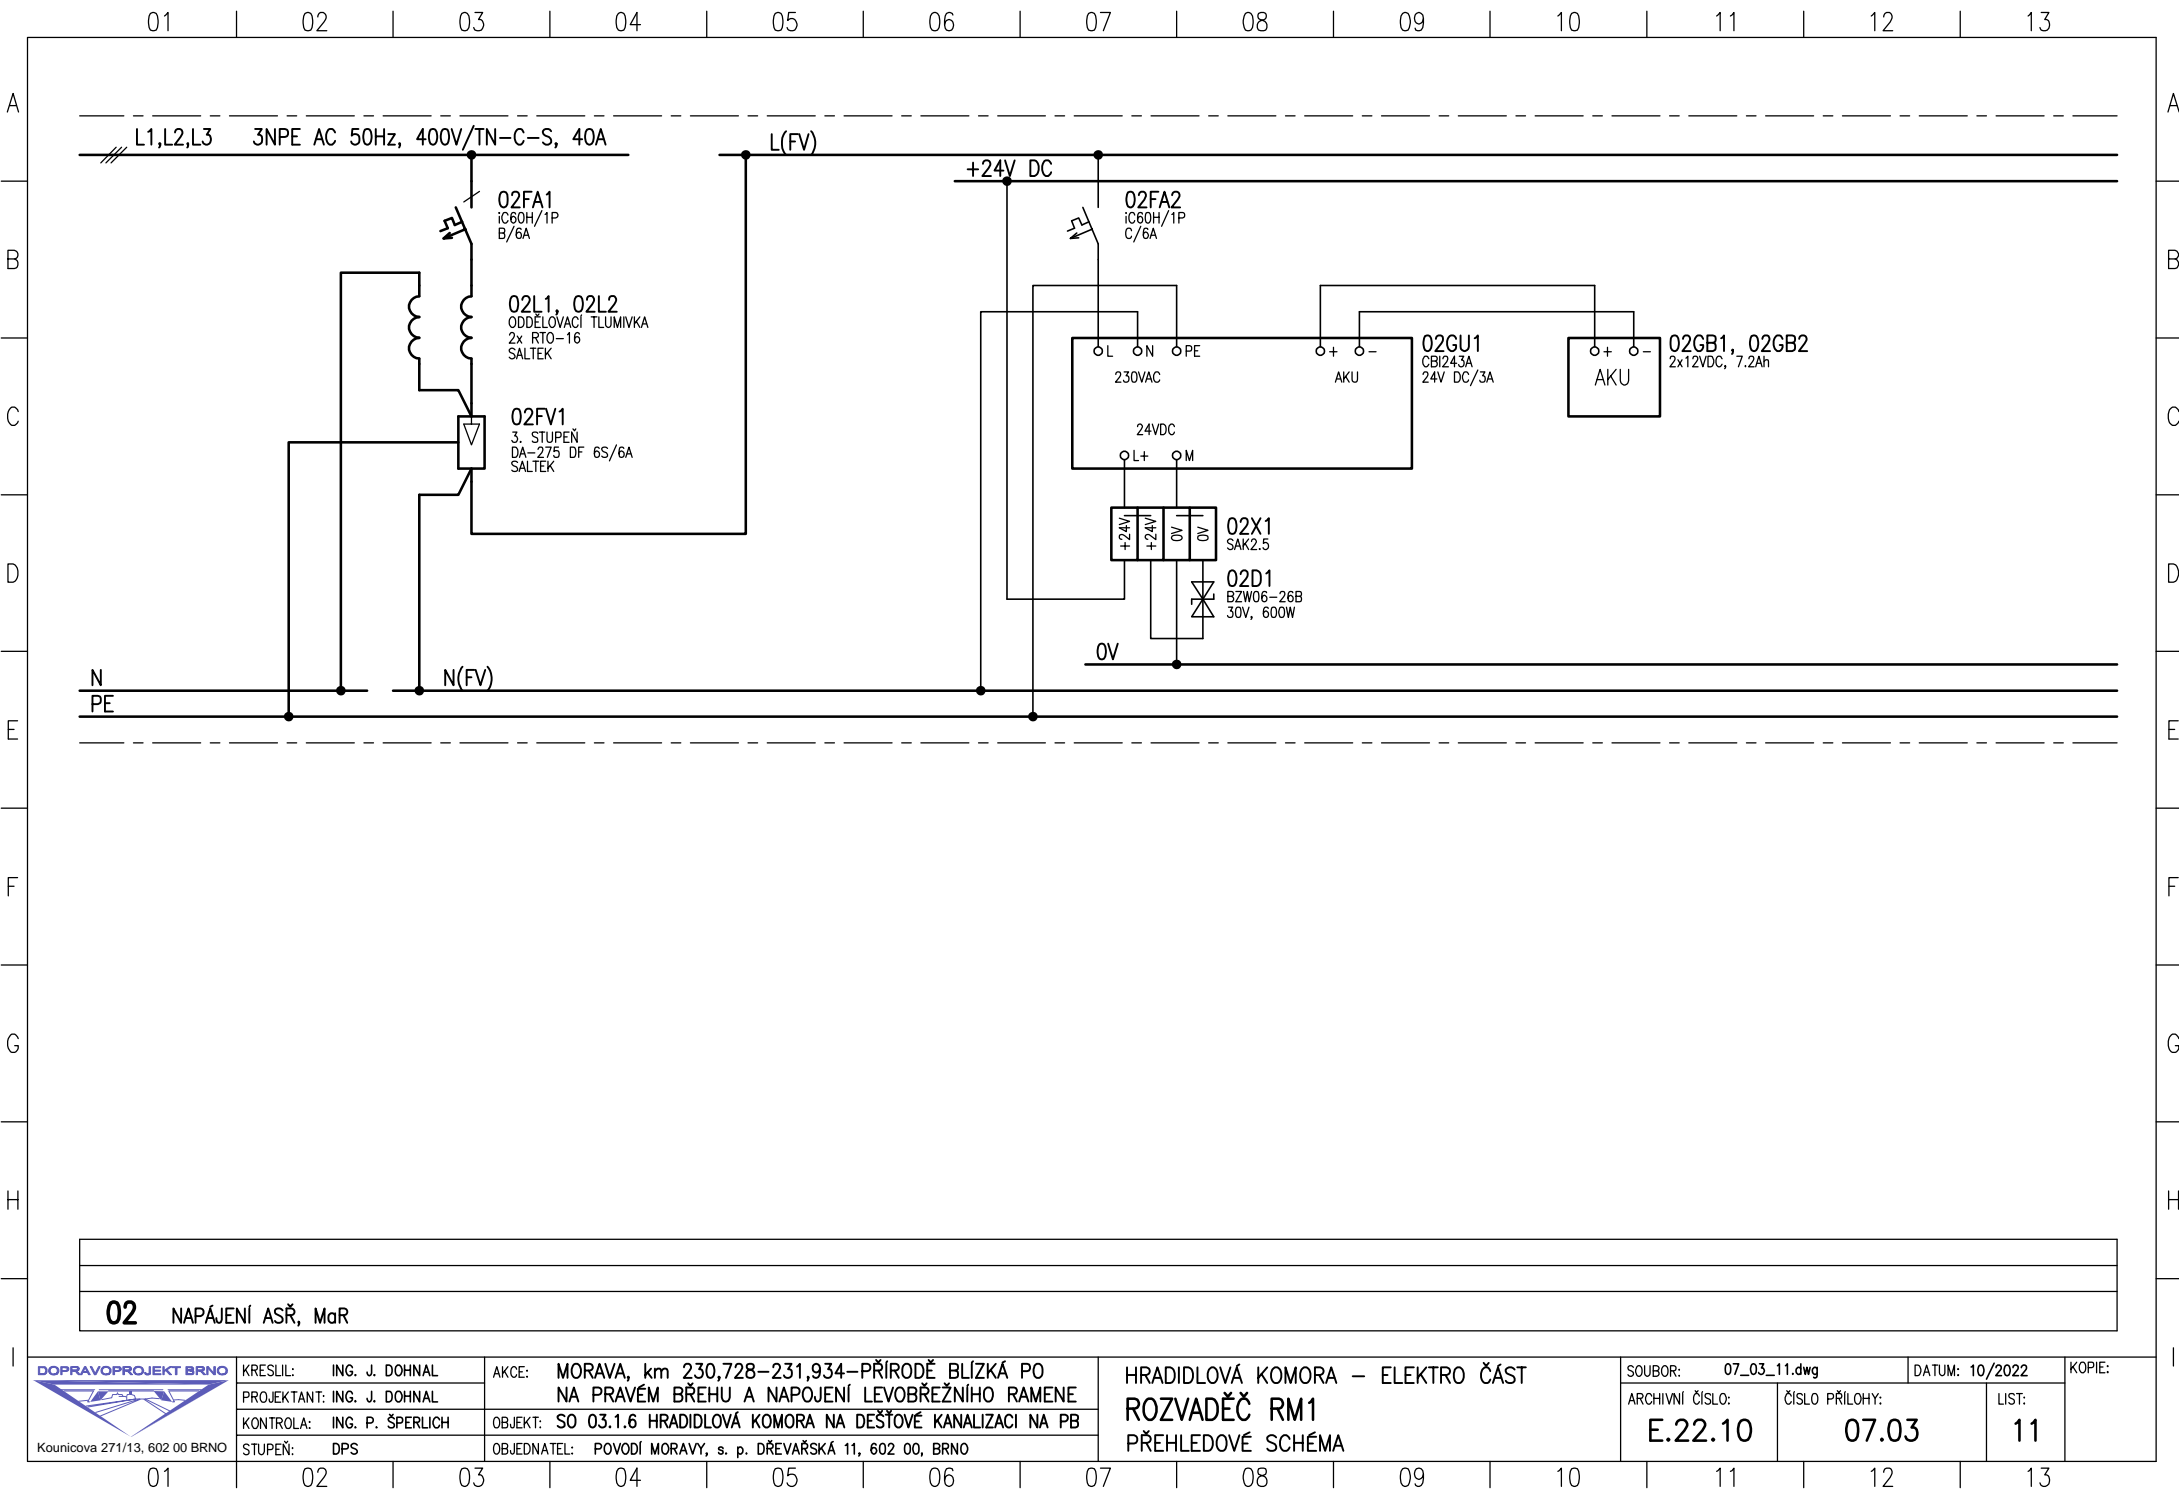 01 02 03 04 05 06 07 08 09 10 11 12 13
A A
L1,L2,L3 3NPE AC 50Hz, 400V/TN-C-S, 40A
L(FV)
+24V DC
02FA1
iC60H/1P
B/6A
02FA2
iC60H/1P
C/6A
B B
02L1, 02L2
ODDĚLOVACÍ TLUMIVKA
2x RTO-16
SALTEK
L N PE + -
230VAC AKU
02GU1
CBI243A
24V DC/3A
+ -
AKU
02GB1, 02GB2
2x12VDC, 7.2Ah
C C
02FV1
3. STUPEŇ
DA-275 DF 6S/6A
SALTEK
24VDC
L+ M
+24V +24V 0V 0V
02X1
SAK2.5
D D
02D1
BZW06-26B
30V, 600W
0V
N N(FV)
PE
E E
F F
G G
H H
02 NAPÁJENÍ ASŘ, MaR
I I
DOPRAVOPROJEKT BRNO
Kounicova 271/13, 602 00 BRNO
KRESLIL: ING. J. DOHNAL
PROJEKTANT: ING. J. DOHNAL
KONTROLA: ING. P. ŠPERLICH
STUPEŇ: DPS
AKCE: MORAVA, km 230,728-231,934-PŘÍRODĚ BLÍZKÁ PO
NA PRAVÉM BŘEHU A NAPOJENÍ LEVOBŘEŽNÍHO RAMENE
OBJEKT: SO 03.1.6 HRADIDLOVÁ KOMORA NA DEŠŤOVÉ KANALIZACI NA PB
OBJEDNATEL: POVODÍ MORAVY, s. p. DŘEVAŘSKÁ 11, 602 00, BRNO
HRADIDLOVÁ KOMORA - ELEKTRO ČÁST
ROZVADĚČ RM1
PŘEHLEDOVÉ SCHÉMA
SOUBOR: 07_03_11.dwg
DATUM: 10/2022
KOPIE:
ARCHIVNÍ ČÍSLO:
E.22.10
ČÍSLO PŘÍLOHY:
07.03
LIST:
11
01 02 03 04 05 06 07 08 09 10 11 12 13